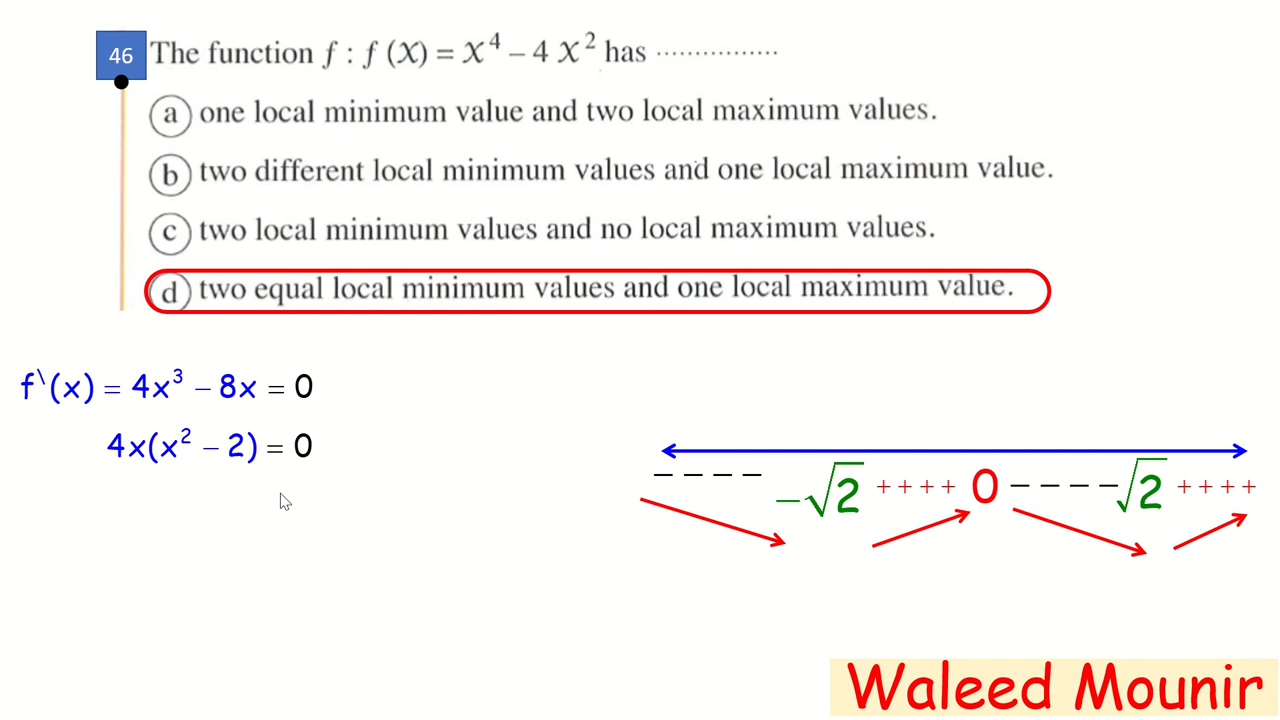 46 The function f : f (X) = X⁴ – 4 X² has ................
a one local minimum value and two local maximum values.
b two different local minimum values and one local maximum value.
c two local minimum values and no local maximum values.
d two equal local minimum values and one local maximum value.
f\(x) = 4x³ – 8x = 0
4x(x² – 2) = 0
– – – – –√2 + + + + 0 – – – – √2 + + + +
Waleed Mounir